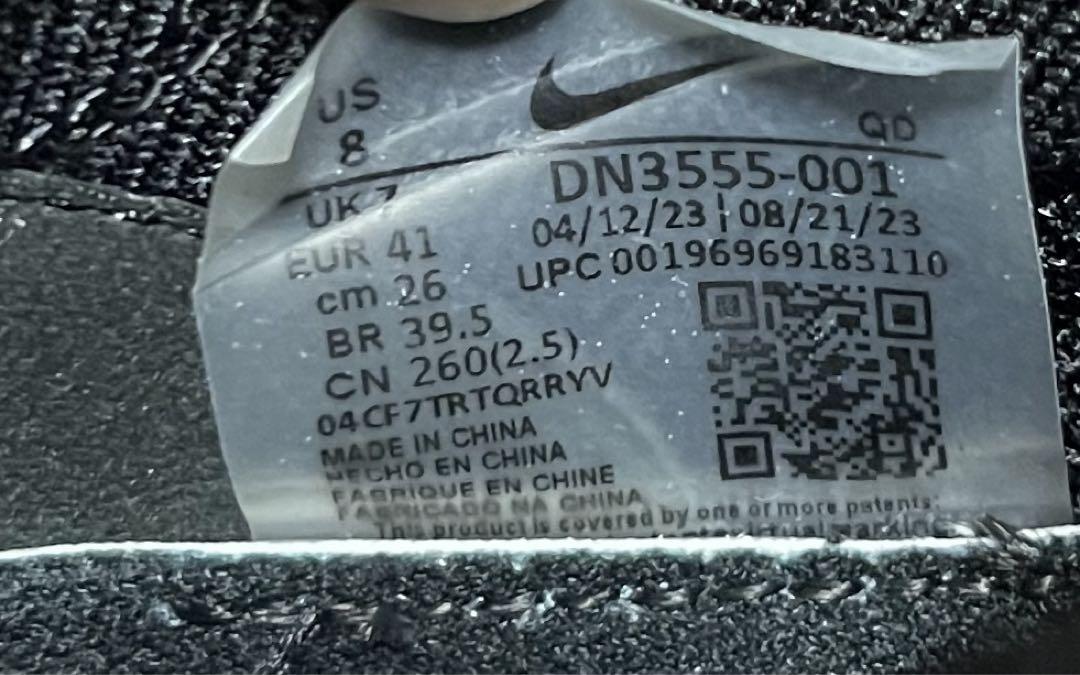 US
8
QD
UK 7
EUR 41
cm 26
BR 39.5
CN 260(2.5)
04CF7TRTQRRYV
DN3555-001
04/12/23 | 08/21/23
UPC 00196969183110
MADE IN CHINA
HECHO EN CHINA
FABRIQUE EN CHINE
FABRICADO NA CHINA
This product is covered by one or more patents: